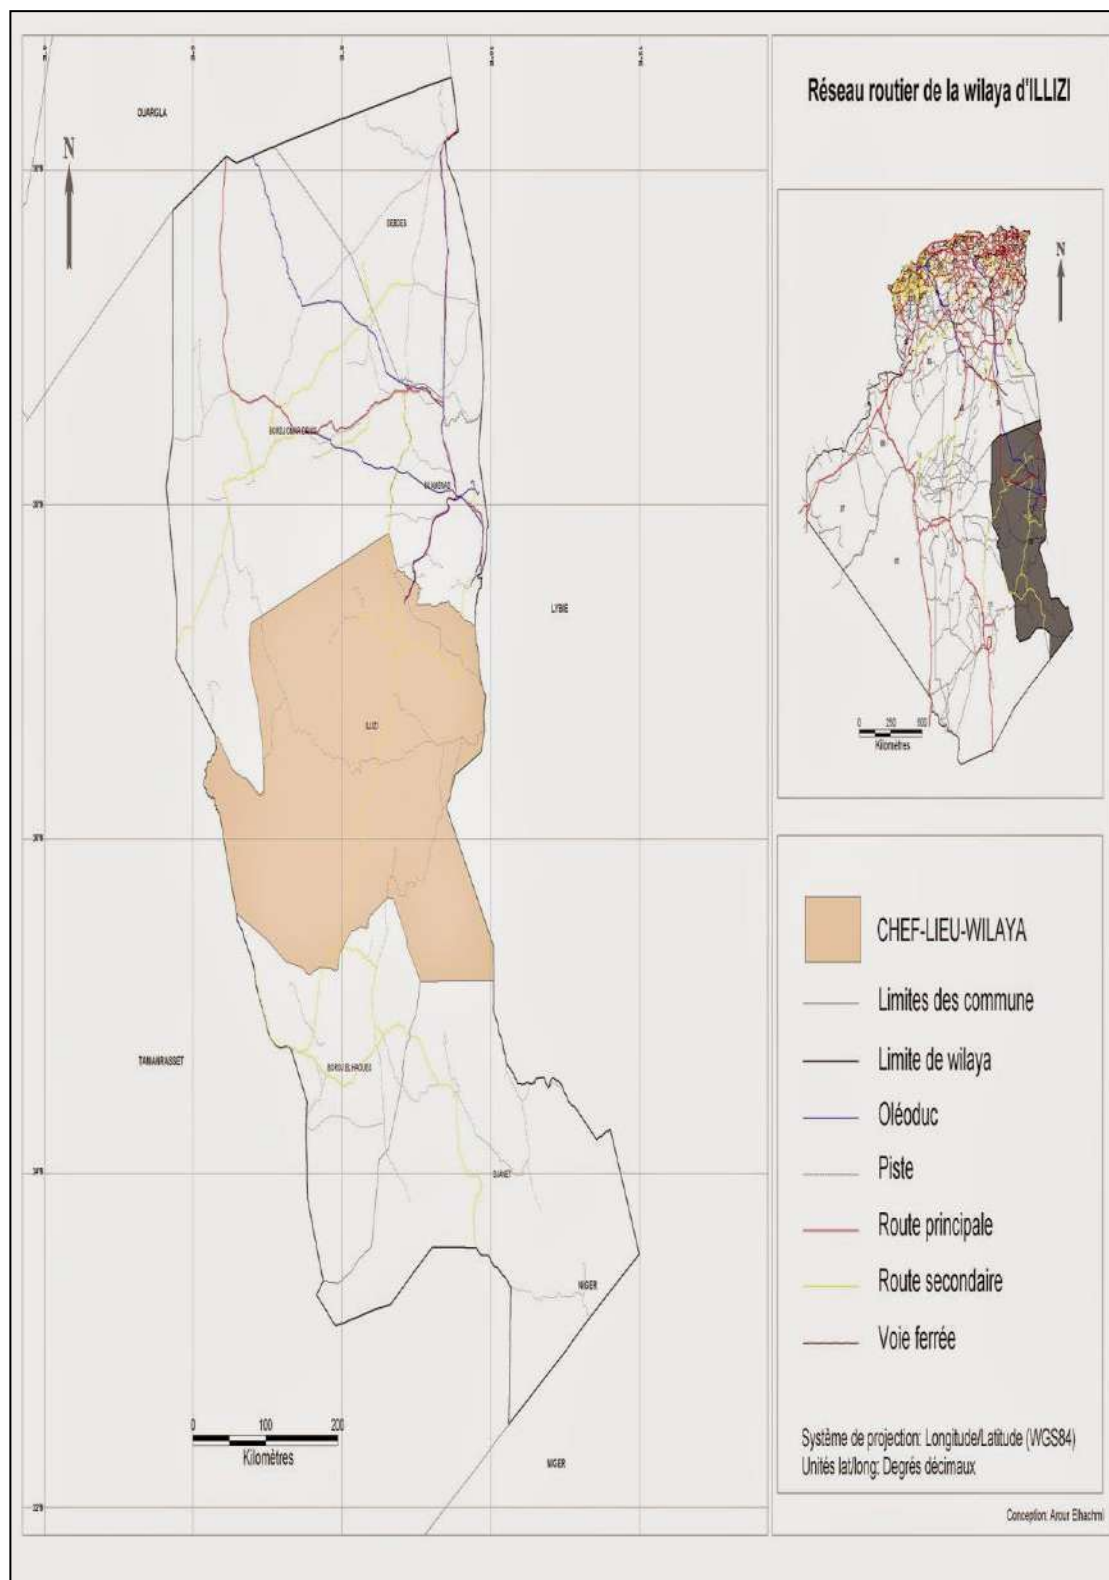 Réseau routier de la wilaya d'ILLIZI
OUARGLA
N
DEBDEB
IN AMENAS
LYBIE
ILLIZI
TAMANRASSET
BORDJ EL HAOUES
DJANET
NIGER
NIGER
0 100 200
Kilomètres
N
0 250 500
Kilomètres
CHEF-LIEU-WILAYA
Limites des commune
Limite de wilaya
Oléoduc
Piste
Route principale
Route secondaire
Voie ferrée
Système de projection: Longitude/Latitude (WGS84)
Unités lat/long: Degrés décimaux
Conception: Arour Elhachmi